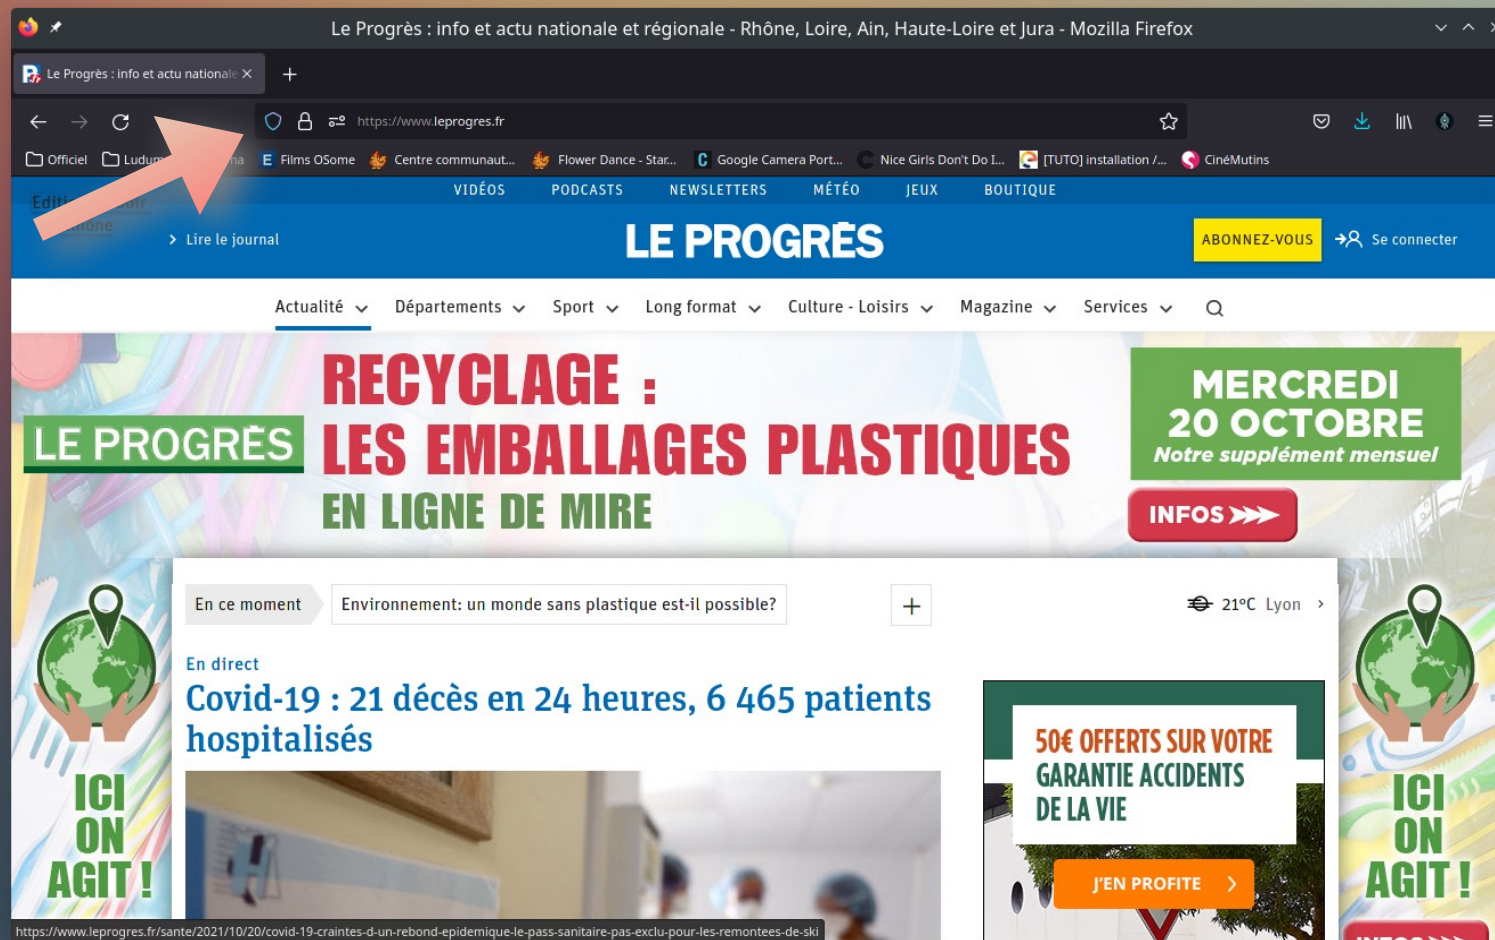 Le Progrès : info et actu nationale et régionale - Rhône, Loire, Ain, Haute-Loire et Jura - Mozilla Firefox
Le Progrès : info et actu nationale
https://www.leprogres.fr
Officiel
Films OSome
Centre communaut...
Flower Dance - Star...
Google Camera Port...
Nice Girls Don't Do I...
[TUTO] installation /...
CinéMutins
VIDÉOS PODCASTS NEWSLETTERS MÉTÉO JEUX BOUTIQUE
Lire le journal
LE PROGRÈS
ABONNEZ-VOUS
Se connecter
Actualité Départements Sport Long format Culture - Loisirs Magazine Services
LE PROGRÈS
RECYCLAGE :
LES EMBALLAGES PLASTIQUES
EN LIGNE DE MIRE
MERCREDI
20 OCTOBRE
Notre supplément mensuel
INFOS
En ce moment
Environnement: un monde sans plastique est-il possible?
+
21°C Lyon
En direct
Covid-19 : 21 décès en 24 heures, 6 465 patients
hospitalisés
50€ OFFERTS SUR VOTRE
GARANTIE ACCIDENTS
DE LA VIE
J'EN PROFITE
ICI
ON
AGIT !
ICI
ON
AGIT !
INFOS
https://www.leprogres.fr/sante/2021/10/20/covid-19-craintes-d-un-rebond-epidemique-le-pass-sanitaire-pas-exclu-pour-les-remontees-de-ski